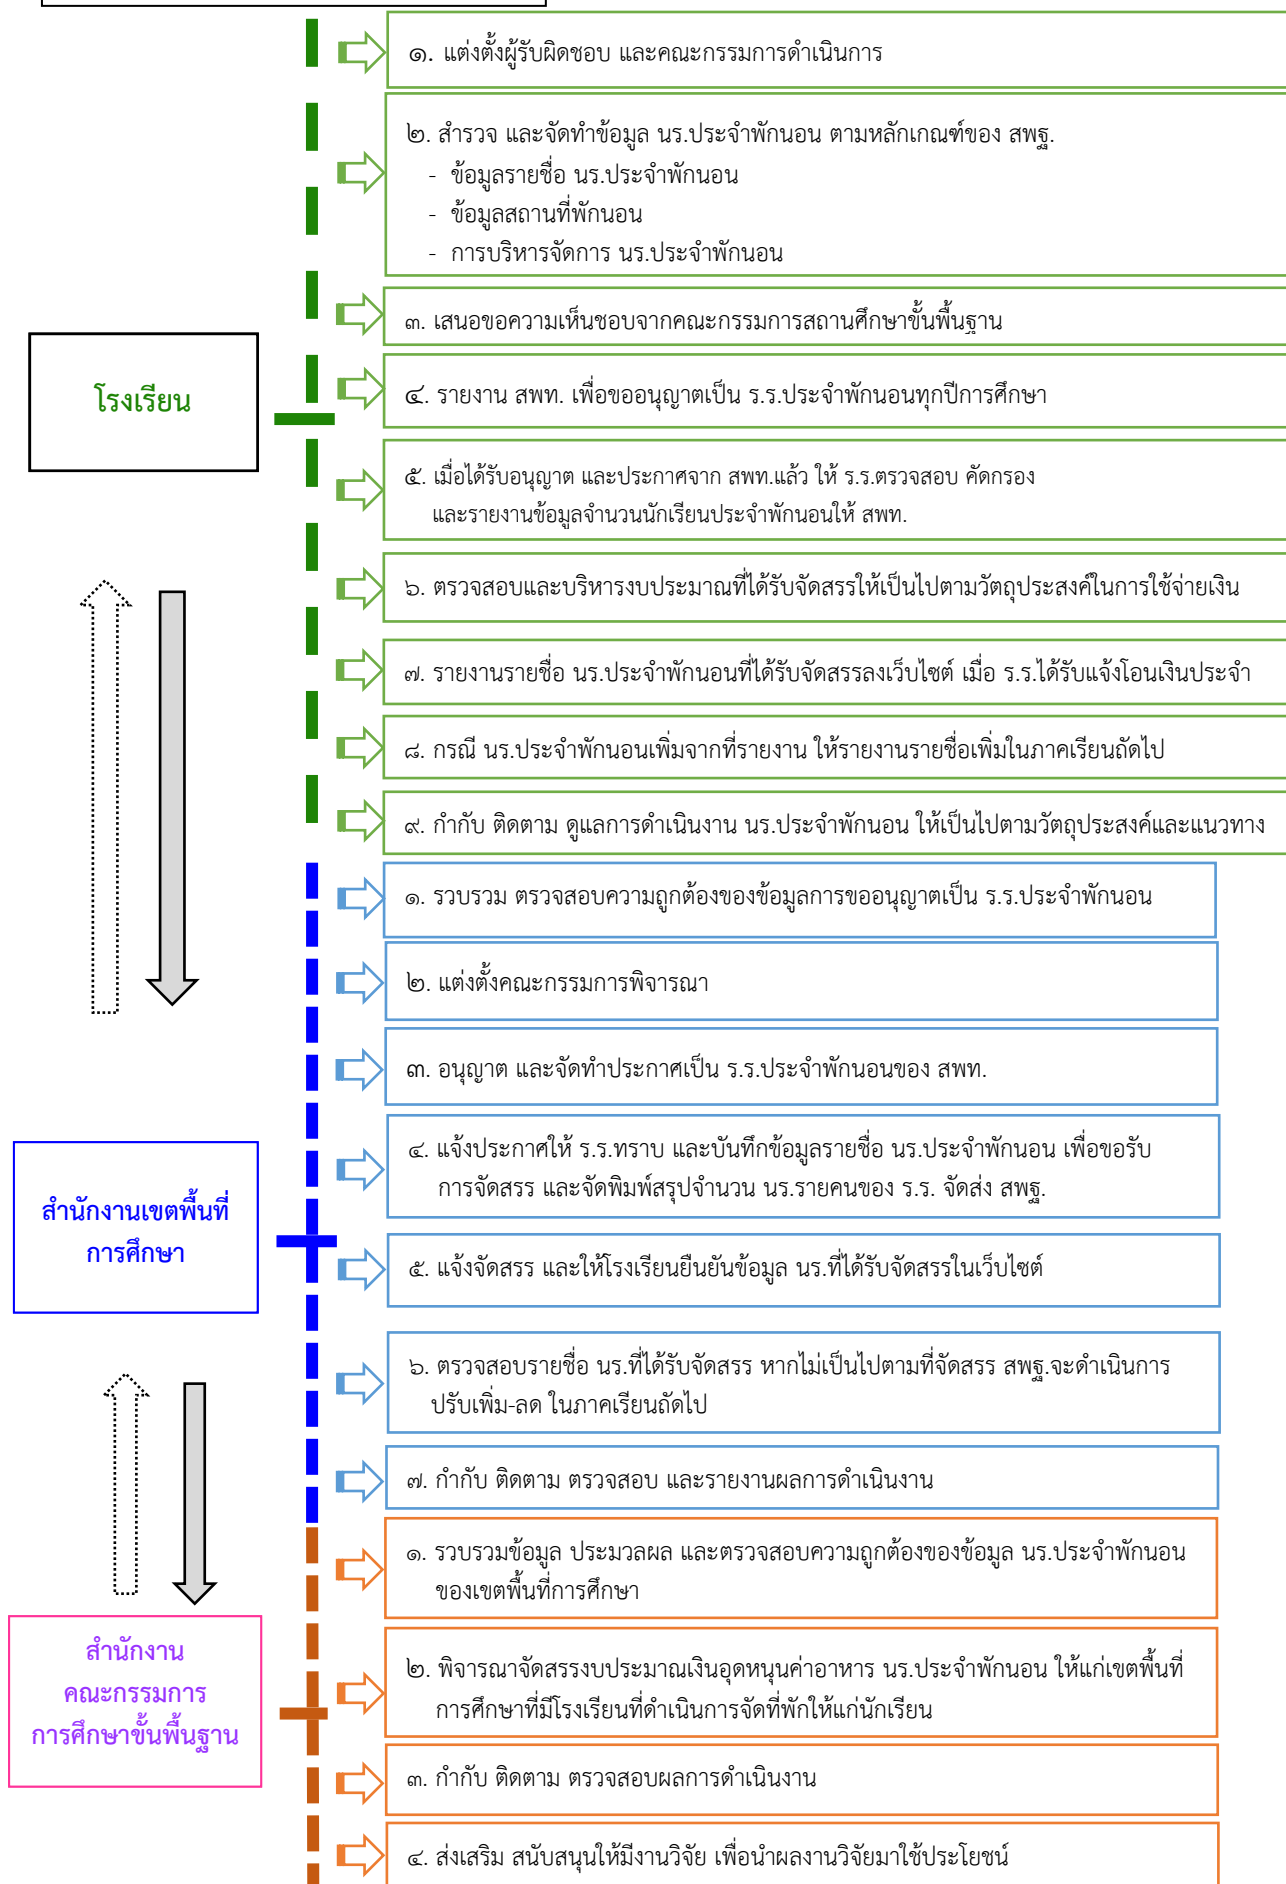 ๑. แต่งตั้งผู้รับผิดชอบ และคณะกรรมการดำเนินการ
๒. สำรวจ และจัดทำข้อมูล นร.ประจำพักนอน ตามหลักเกณฑ์ของ สพฐ.
- ข้อมูลรายชื่อ นร.ประจำพักนอน
- ข้อมูลสถานที่พักนอน
- การบริหารจัดการ นร.ประจำพักนอน
๓. เสนอขอความเห็นชอบจากคณะกรรมการสถานศึกษาขั้นพื้นฐาน
โรงเรียน
๔. รายงาน สพท. เพื่อขออนุญาตเป็น ร.ร.ประจำพักนอนทุกปีการศึกษา
๕. เมื่อได้รับอนุญาต และประกาศจาก สพท.แล้ว ให้ ร.ร.ตรวจสอบ คัดกรอง
และรายงานข้อมูลจำนวนนักเรียนประจำพักนอนให้ สพท.
๖. ตรวจสอบและบริหารงบประมาณที่ได้รับจัดสรรให้เป็นไปตามวัตถุประสงค์ในการใช้จ่ายเงิน
๗. รายงานรายชื่อ นร.ประจำพักนอนที่ได้รับจัดสรรลงเว็บไซต์ เมื่อ ร.ร.ได้รับแจ้งโอนเงินประจำ
๘. กรณี นร.ประจำพักนอนเพิ่มจากที่รายงาน ให้รายงานรายชื่อเพิ่มในภาคเรียนถัดไป
๙. กำกับ ติดตาม ดูแลการดำเนินงาน นร.ประจำพักนอน ให้เป็นไปตามวัตถุประสงค์และแนวทาง
๑. รวบรวม ตรวจสอบความถูกต้องของข้อมูลการขออนุญาตเป็น ร.ร.ประจำพักนอน
๒. แต่งตั้งคณะกรรมการพิจารณา
๓. อนุญาต และจัดทำประกาศเป็น ร.ร.ประจำพักนอนของ สพท.
๔. แจ้งประกาศให้ ร.ร.ทราบ และบันทึกข้อมูลรายชื่อ นร.ประจำพักนอน เพื่อขอรับ
การจัดสรร และจัดพิมพ์สรุปจำนวน นร.รายคนของ ร.ร. จัดส่ง สพฐ.
สำนักงานเขตพื้นที่
การศึกษา
๕. แจ้งจัดสรร และให้โรงเรียนยืนยันข้อมูล นร.ที่ได้รับจัดสรรในเว็บไซต์
๖. ตรวจสอบรายชื่อ นร.ที่ได้รับจัดสรร หากไม่เป็นไปตามที่จัดสรร สพฐ.จะดำเนินการ
ปรับเพิ่ม-ลด ในภาคเรียนถัดไป
๗. กำกับ ติดตาม ตรวจสอบ และรายงานผลการดำเนินงาน
๑. รวบรวมข้อมูล ประมวลผล และตรวจสอบความถูกต้องของข้อมูล นร.ประจำพักนอน
ของเขตพื้นที่การศึกษา
สำนักงาน
คณะกรรมการ
การศึกษาขั้นพื้นฐาน
๒. พิจารณาจัดสรรงบประมาณเงินอุดหนุนค่าอาหาร นร.ประจำพักนอน ให้แก่เขตพื้นที่
การศึกษาที่มีโรงเรียนที่ดำเนินการจัดที่พักให้แก่นักเรียน
๓. กำกับ ติดตาม ตรวจสอบผลการดำเนินงาน
๔. ส่งเสริม สนับสนุนให้มีงานวิจัย เพื่อนำผลงานวิจัยมาใช้ประโยชน์